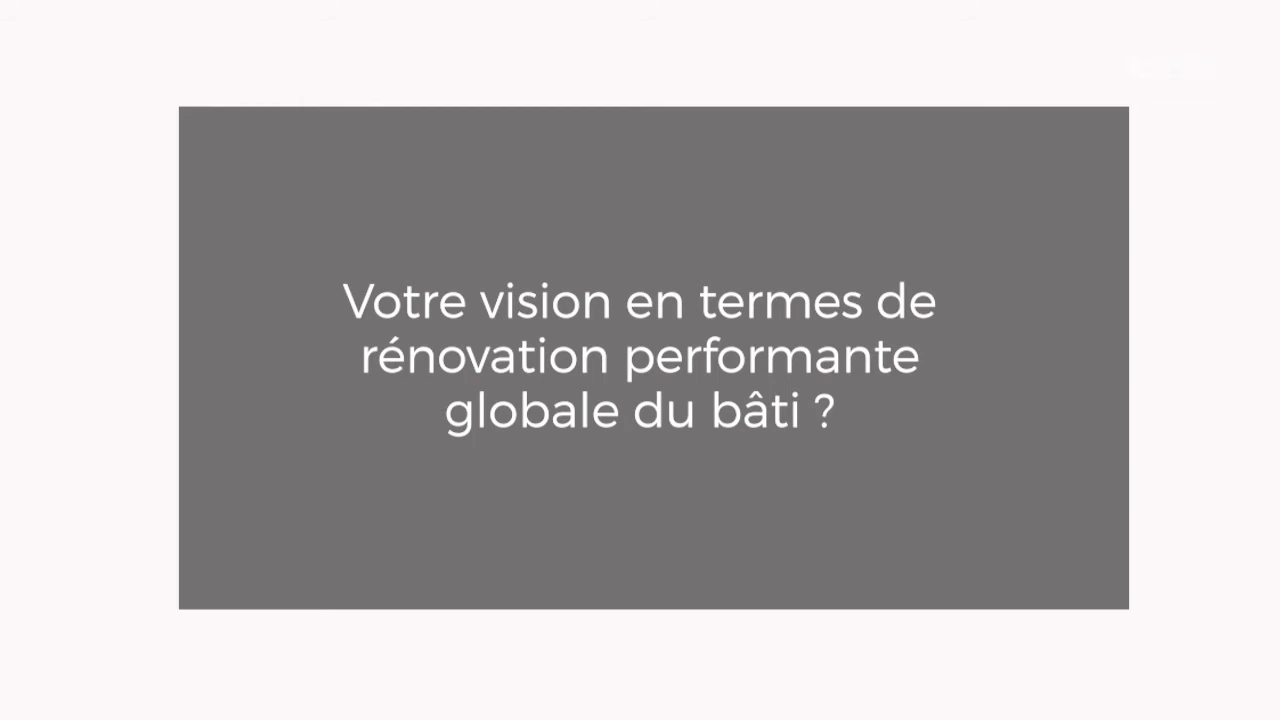 Votre vision en termes de
rénovation performante
globale du bâti ?